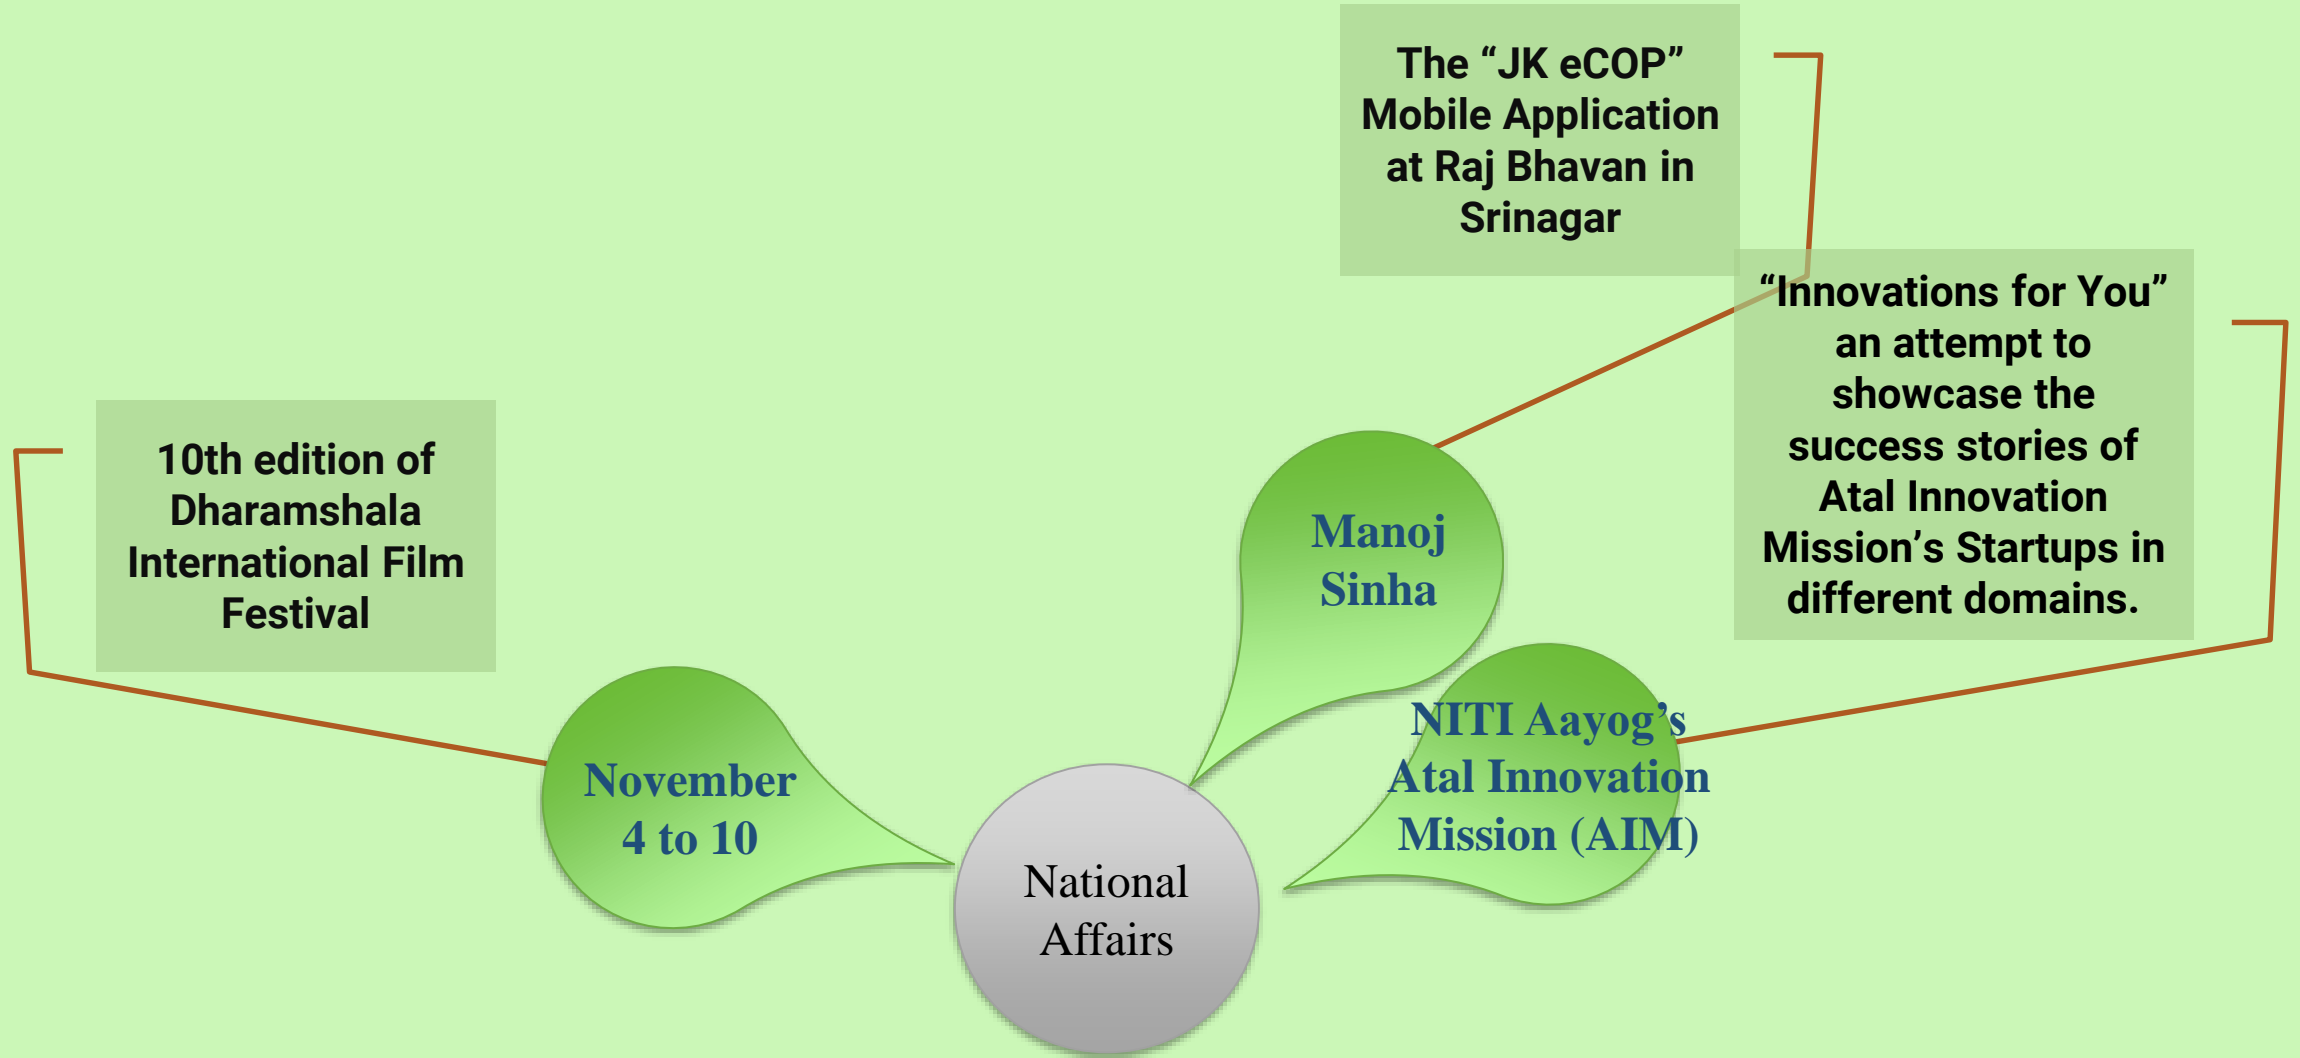 The “JK eCOP”
Mobile Application
at Raj Bhavan in
Srinagar
“Innovations for You”
an attempt to
showcase the
success stories of
Atal Innovation
Mission’s Startups in
different domains.
10th edition of
Dharamshala
International Film
Festival
Manoj
Sinha
NITI Aayog’s
Atal Innovation
Mission (AIM)
November
4 to 10
National
Affairs